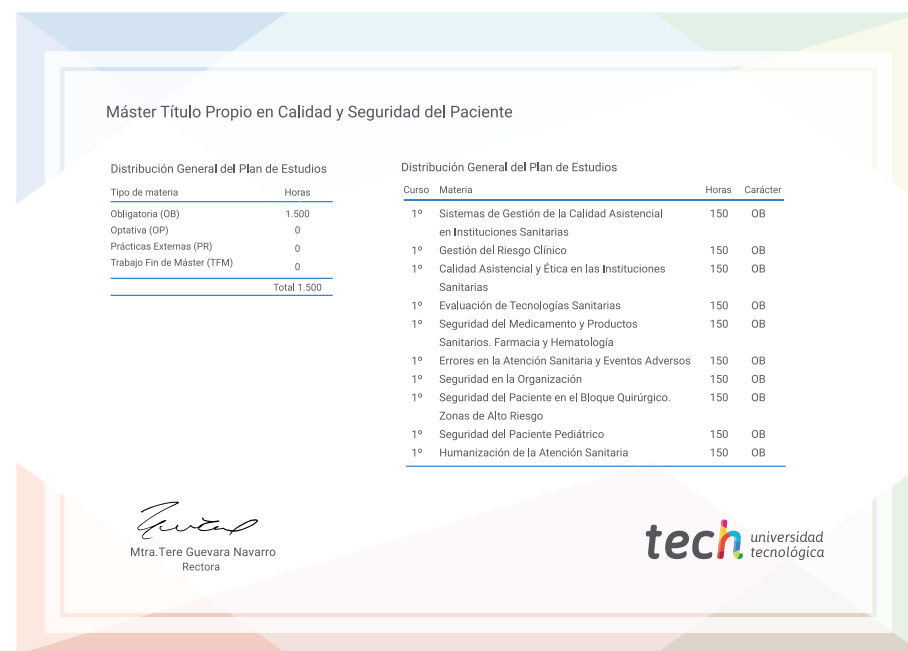 Máster Título Propio en Calidad y Seguridad del Paciente
Distribución General del Plan de Estudios
Tipo de materia Horas
Obligatoria (OB) 1.500
Optativa (OP) 0
Prácticas Externas (PR) 0
Trabajo Fin de Máster (TFM) 0
Total 1.500
Distribución General del Plan de Estudios
Curso Materia Horas Carácter
1º Sistemas de Gestión de la Calidad Asistencial 150 OB
en Instituciones Sanitarias
1º Gestión del Riesgo Clínico 150 OB
1º Calidad Asistencial y Ética en las Instituciones 150 OB
Sanitarias
1º Evaluación de Tecnologías Sanitarias 150 OB
1º Seguridad del Medicamento y Productos 150 OB
Sanitarios. Farmacia y Hematología
1º Errores en la Atención Sanitaria y Eventos Adversos 150 OB
1º Seguridad en la Organización 150 OB
1º Seguridad del Paciente en el Bloque Quirúrgico. 150 OB
Zonas de Alto Riesgo
1º Seguridad del Paciente Pediátrico 150 OB
1º Humanización de la Atención Sanitaria 150 OB
Mtra.Tere Guevara Navarro
Rectora
tech universidad
tecnológica